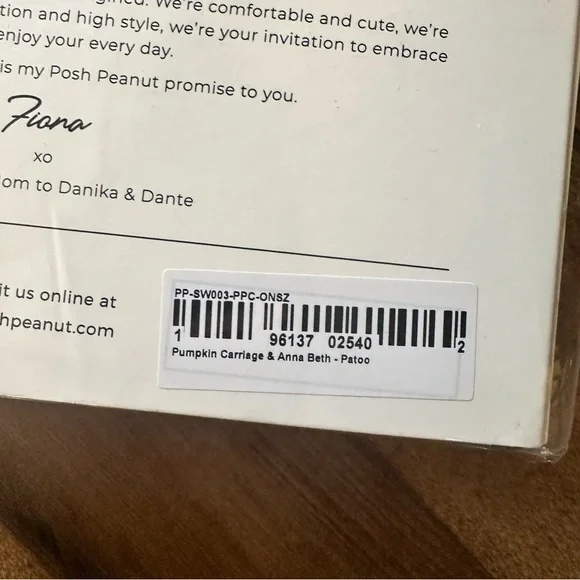 We're comfortable and cute, we're
tion and high style, we're your invitation to embrace
enjoy your every day.
is my Posh Peanut promise to you.
Fiona
xo
om to Danika & Dante
it us online at
hpeanut.com
PP-SW003-PPC-ONSZ
1 96137 02540 2
Pumpkin Carriage & Anna Beth - Patoo